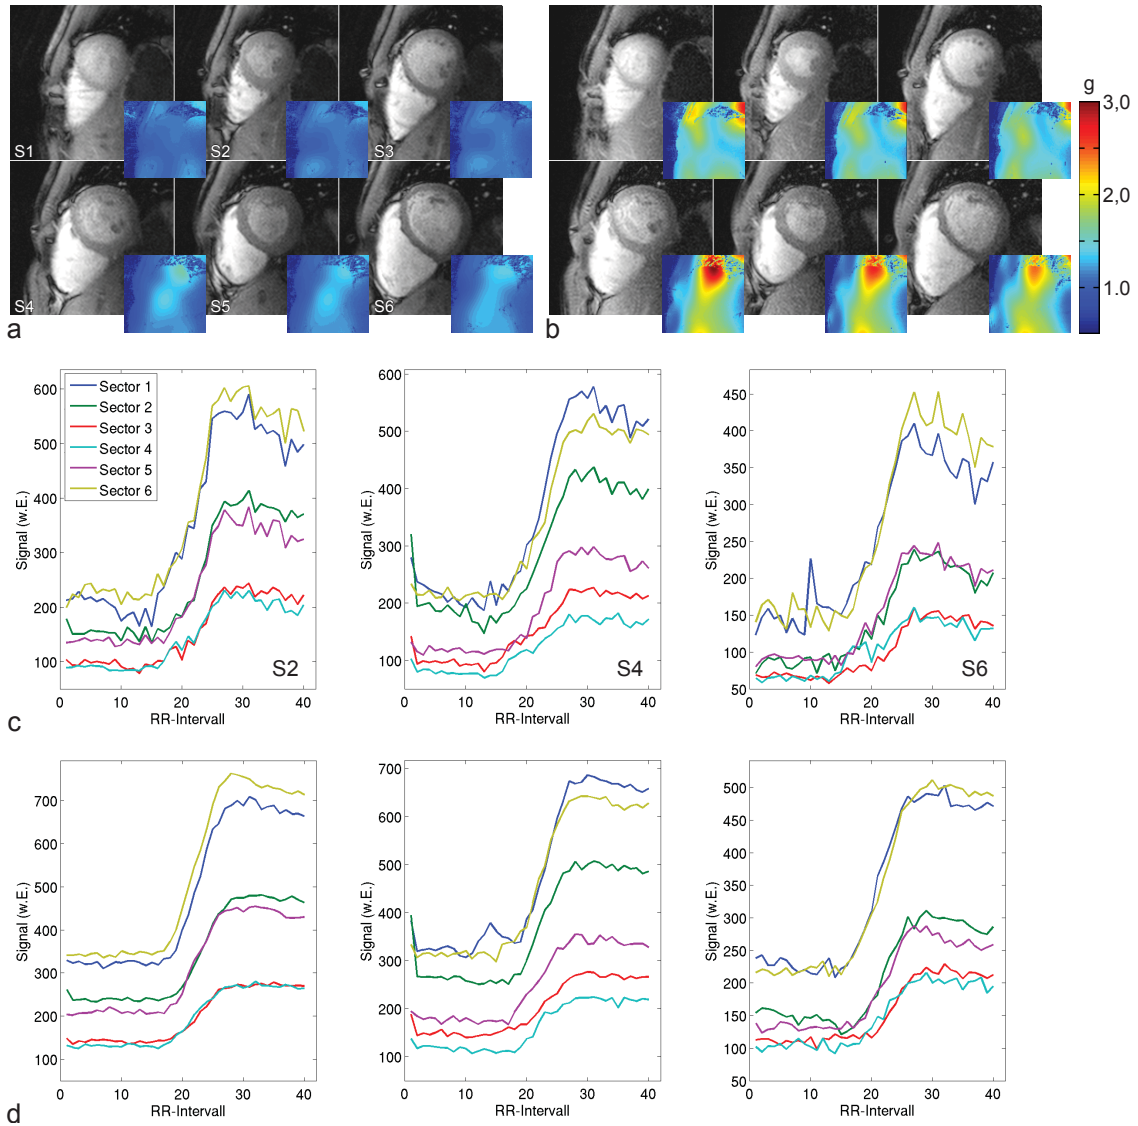 g
3,0
2,0
1.0
S1
S2
S3
S4
S5
S6
a
b
600
500
400
300
200
100
Signal (w.E.)
Sector 1
Sector 2
Sector 3
Sector 4
Sector 5
Sector 6
S2
0 10 20 30 40
RR-Intervall
600
500
400
300
200
100
Signal (w.E.)
S4
0 10 20 30 40
RR-Intervall
450
400
350
300
250
200
150
100
50
Signal (w.E.)
S6
0 10 20 30 40
RR-Intervall
c
700
600
500
400
300
200
100
Signal (w.E.)
0 10 20 30 40
RR-Intervall
700
600
500
400
300
200
100
Signal (w.E.)
0 10 20 30 40
RR-Intervall
500
450
400
350
300
250
200
150
100
50
Signal (w.E.)
0 10 20 30 40
RR-Intervall
d